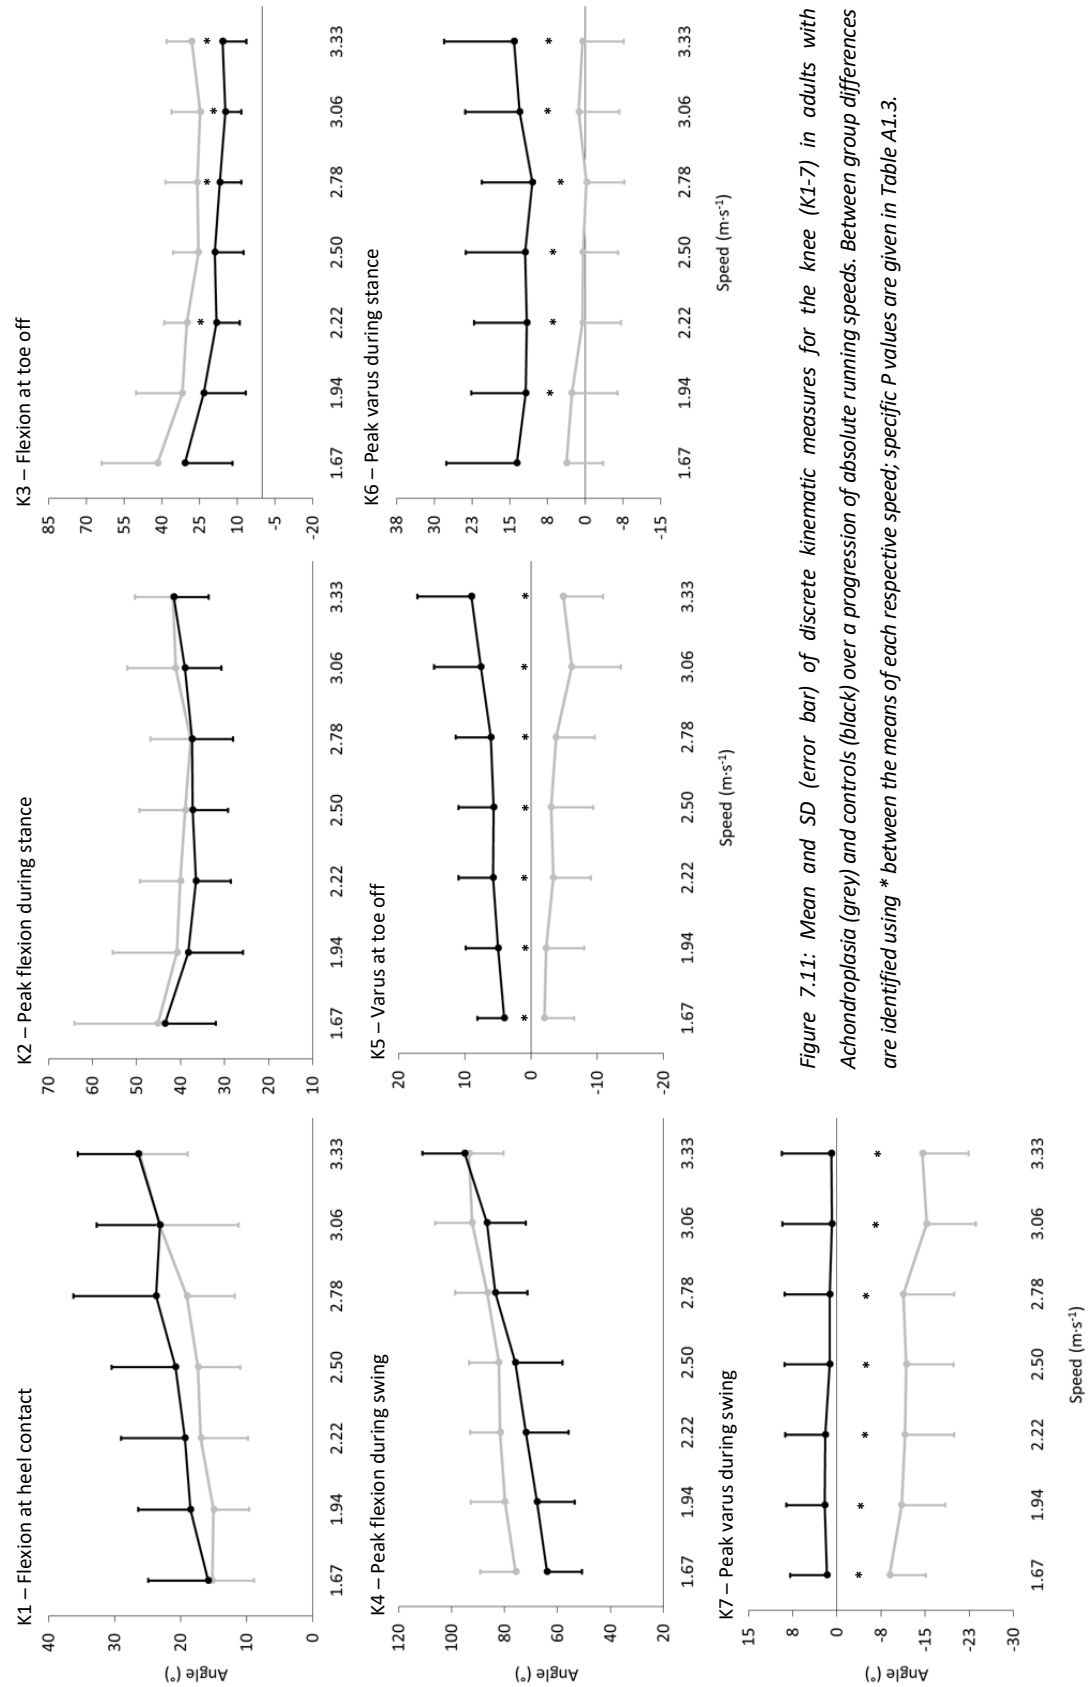 K1 – Flexion at heel contact
40
30
20
10
0
Angle (°)
1.67 1.94 2.22 2.50 2.78 3.06 3.33
K2 – Peak flexion during stance
70
60
50
40
30
20
10
1.67 1.94 2.22 2.50 2.78 3.06 3.33
K3 – Flexion at toe off
85
70
55
40
25
10
-5
-20
* * * *
1.67 1.94 2.22 2.50 2.78 3.06 3.33
K4 – Peak flexion during swing
120
100
80
60
40
20
Angle (°)
1.67 1.94 2.22 2.50 2.78 3.06 3.33
K5 – Varus at toe off
20
10
0
-10
-20
* * * * * * *
1.67 1.94 2.22 2.50 2.78 3.06 3.33
Speed (m·s-1)
K6 – Peak varus during stance
38
30
23
15
8
0
-8
-15
* * * * * *
1.67 1.94 2.22 2.50 2.78 3.06 3.33
Speed (m·s-1)
K7 – Peak varus during swing
15
8
0
-8
-15
-23
-30
Angle (°)
* * * * * * *
1.67 1.94 2.22 2.50 2.78 3.06 3.33
Speed (m·s-1)
Figure 7.11: Mean and SD (error bar) of discrete kinematic measures for the knee (K1-7) in adults with
Achondroplasia (grey) and controls (black) over a progression of absolute running speeds. Between group differences
are identified using * between the means of each respective speed; specific P values are given in Table A1.3.